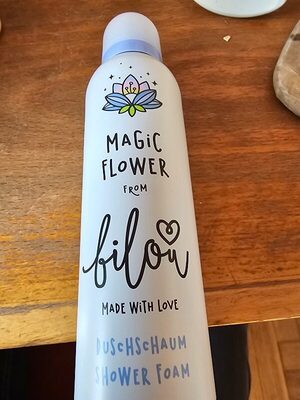 MAGIC
FLOWER
FROM
bilou
MADE WITH LOVE
DUSCHSCHAUM
SHOWER FOAM